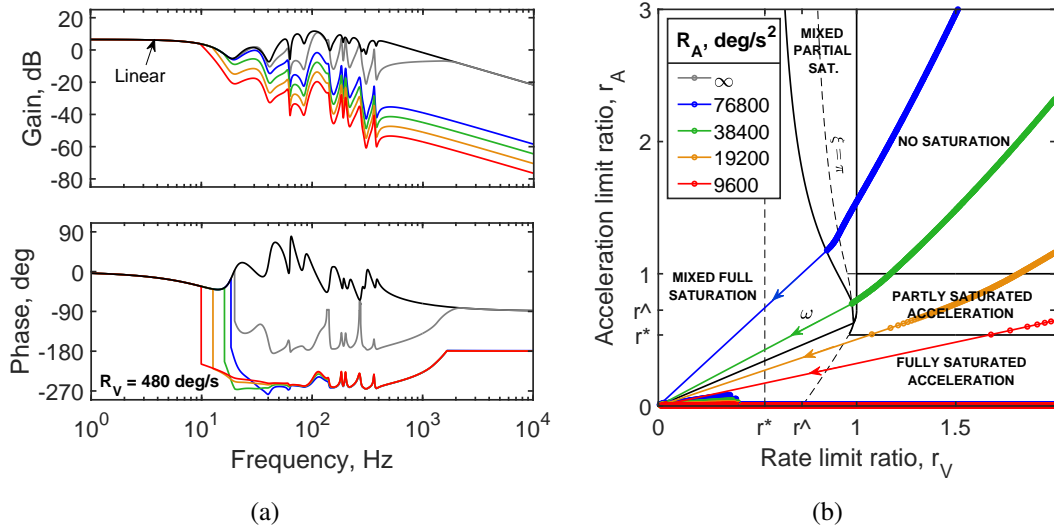 20
0
-20
-40
-60
80
Gain, dB
Linear
90
0
-90
-180
-270
Phase, deg
R_V = 480 deg/s
10^0
10^1
10^2
10^3
10^4
Frequency, Hz
(a)
3
2
1
r^
r*
0
Acceleration limit ratio, r_A
R_A, deg/s^2
∞
76800
38400
19200
9600
MIXED
PARTIAL
SAT.
ξ=π
NO SATURATION
MIXED FULL
SATURATION
ω
PARTLY SATURATED
ACCELERATION
FULLY SATURATED
ACCELERATION
0
r*
r^
1
1.5
Rate limit ratio, r_V
(b)